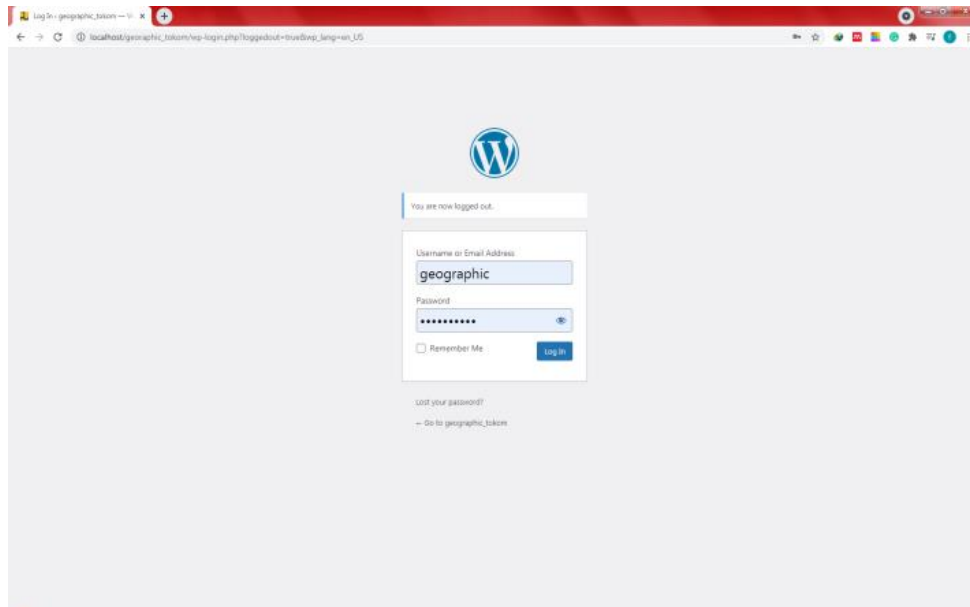 Log In ‹ geographic_tokom — W
localhost/geographic_tokom/wp-login.php?loggedout=true&wp_lang=en_US
You are now logged out.
Username or Email Address
geographic
Password
Remember Me
Log In
Lost your password?
← Go to geographic_tokom